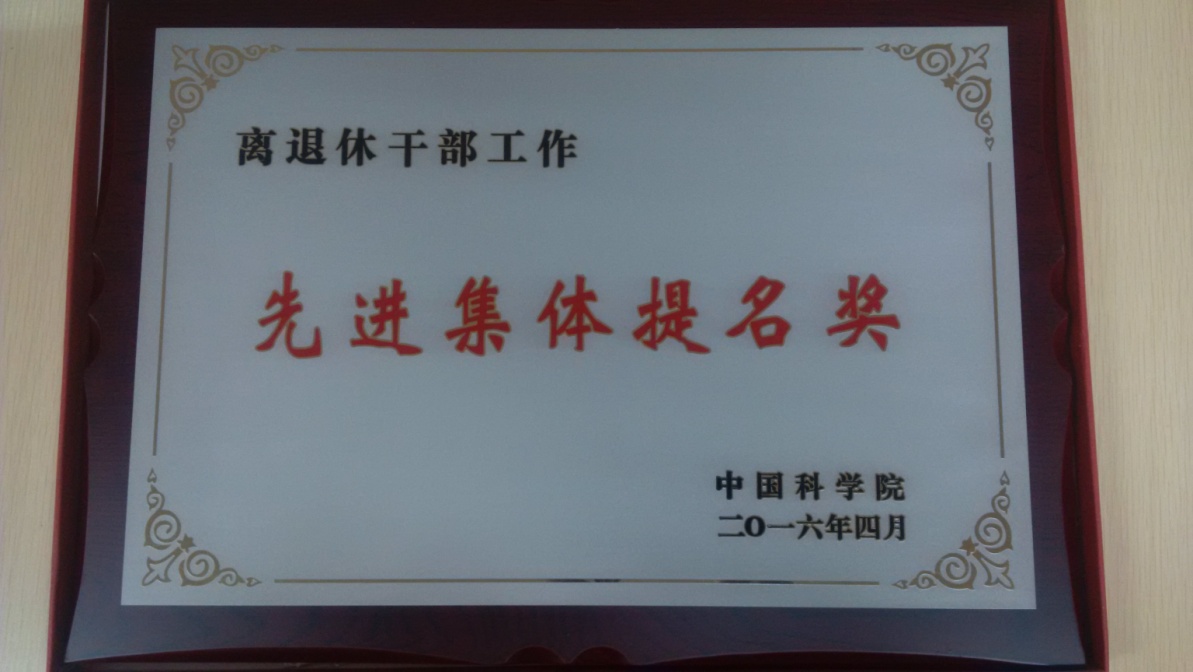 离退休干部工作
先进集体提名奖
中国科学院
二〇一六年四月